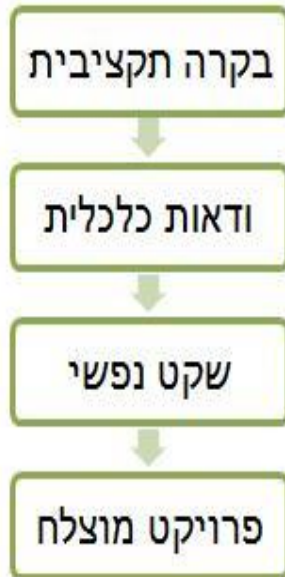 בקרה תקציבית
ודאות כלכלית
שקט נפשי
פרויקט מוצלח